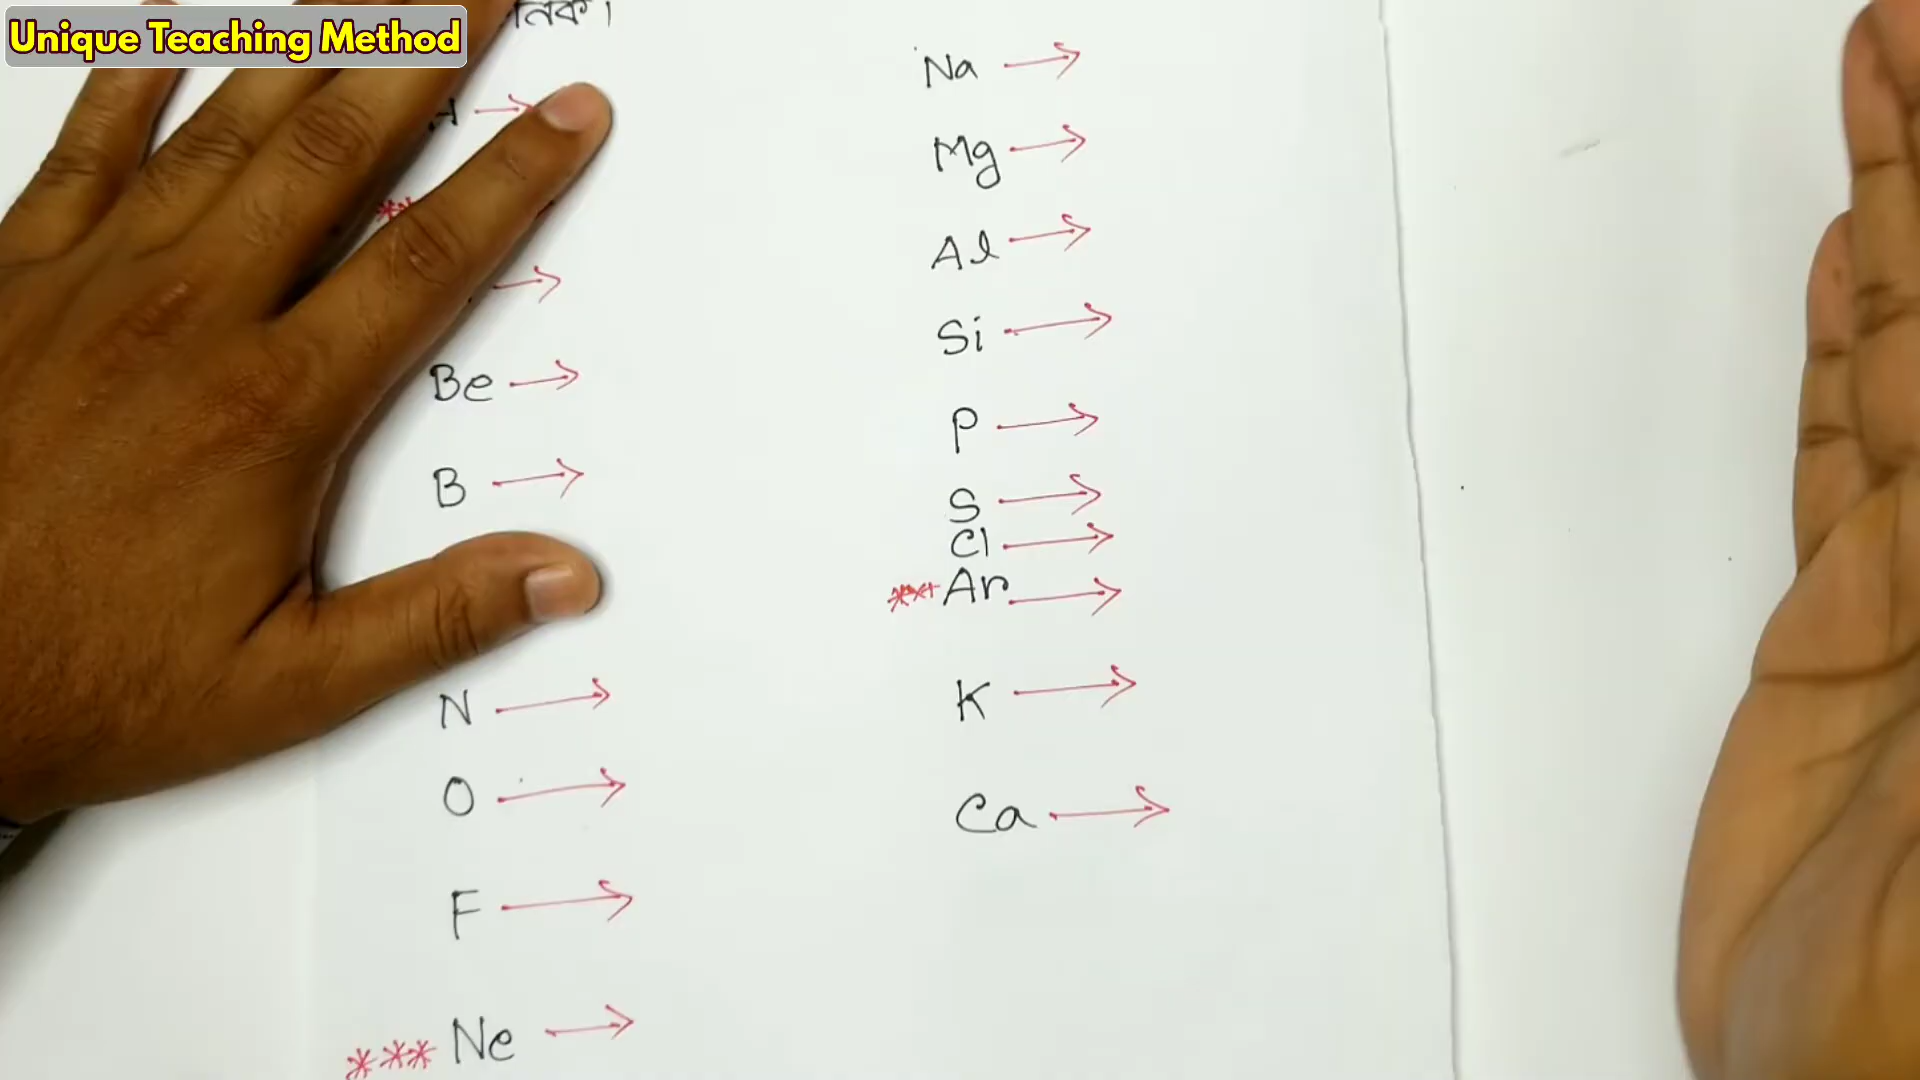 Unique Teaching Method
H →
**
→
Be →
B →
N →
O →
F →
*** Ne →
Na →
Mg →
Al →
Si →
P →
S →
Cl →
*** Ar →
K →
Ca →